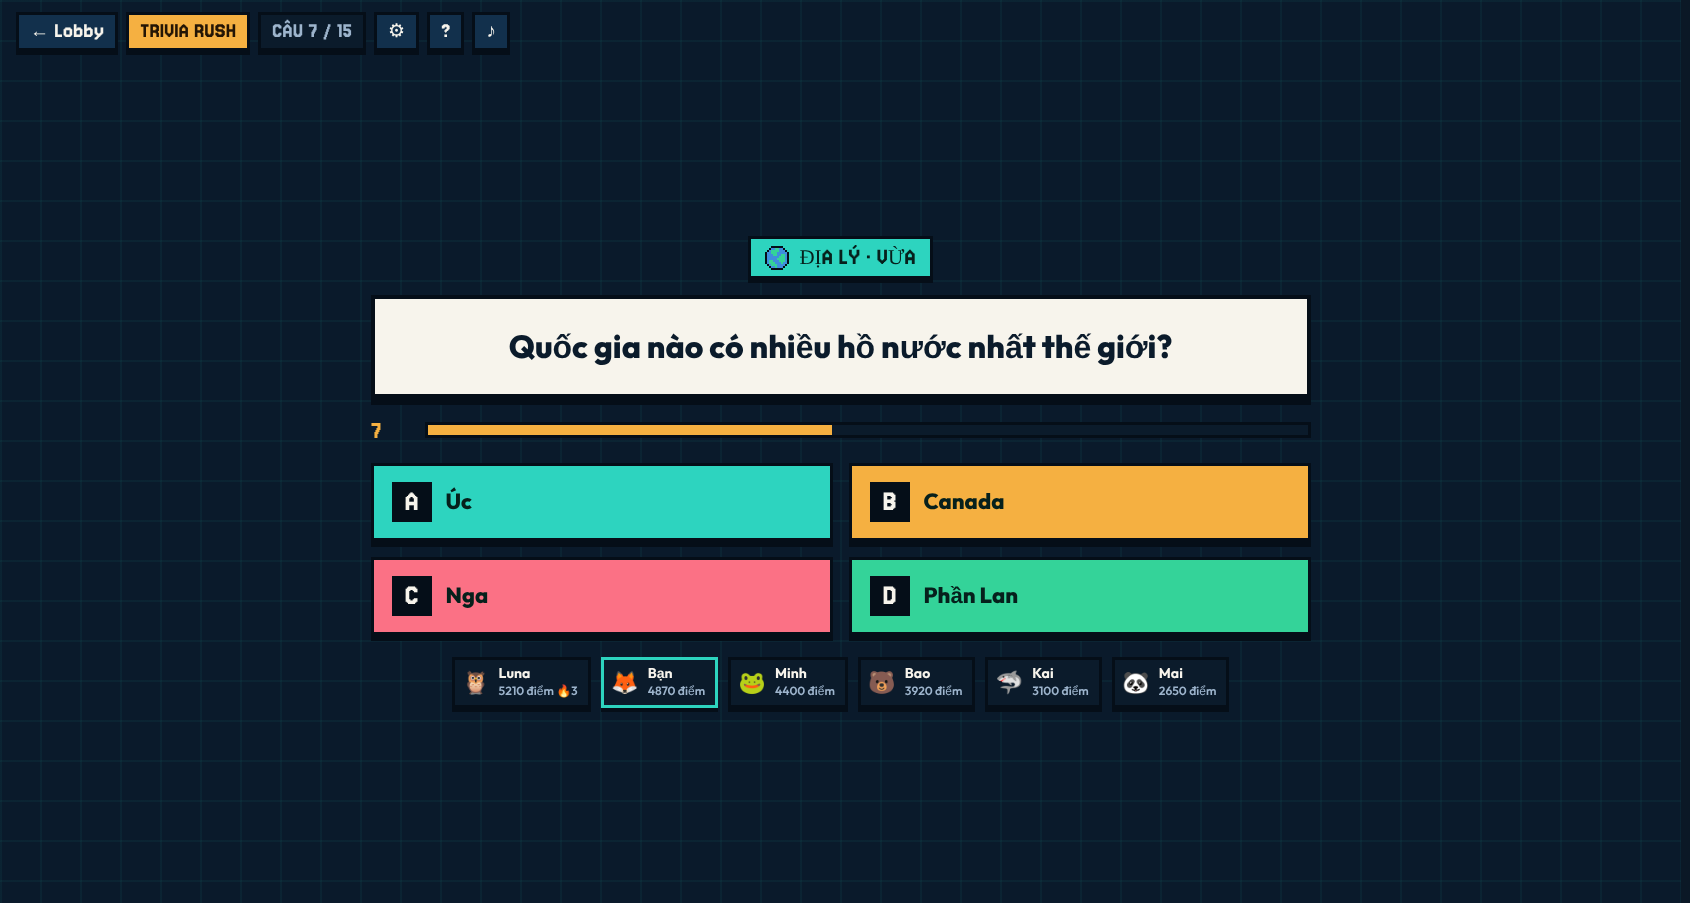 ← Lobby
TRIVIA RUSH
CÂU 7 / 15
?
♪
ĐỊA LÝ · VỪA
Quốc gia nào có nhiều hồ nước nhất thế giới?
7
A Úc
B Canada
C Nga
D Phần Lan
Luna
5210 điểm 🔥3
Bạn
4870 điểm
Minh
4400 điểm
Bao
3920 điểm
Kai
3100 điểm
Mai
2650 điểm